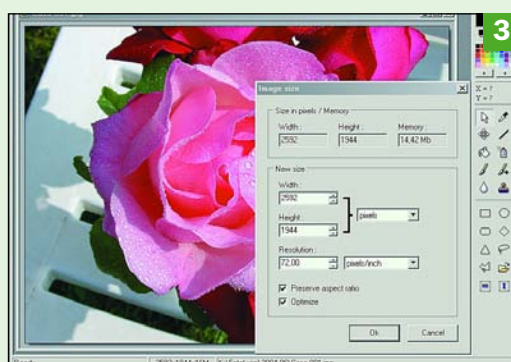 3
Image size
X = ?
Y = ?
Size in pixels / Memory
Width : Height : Memory :
2592 1944 14,42 Mb
New size
Width :
2592
pixels
Height :
1944
Resolution :
72,00 pixels/inch
Preserve aspect ratio
Optimize
Ok Cancel